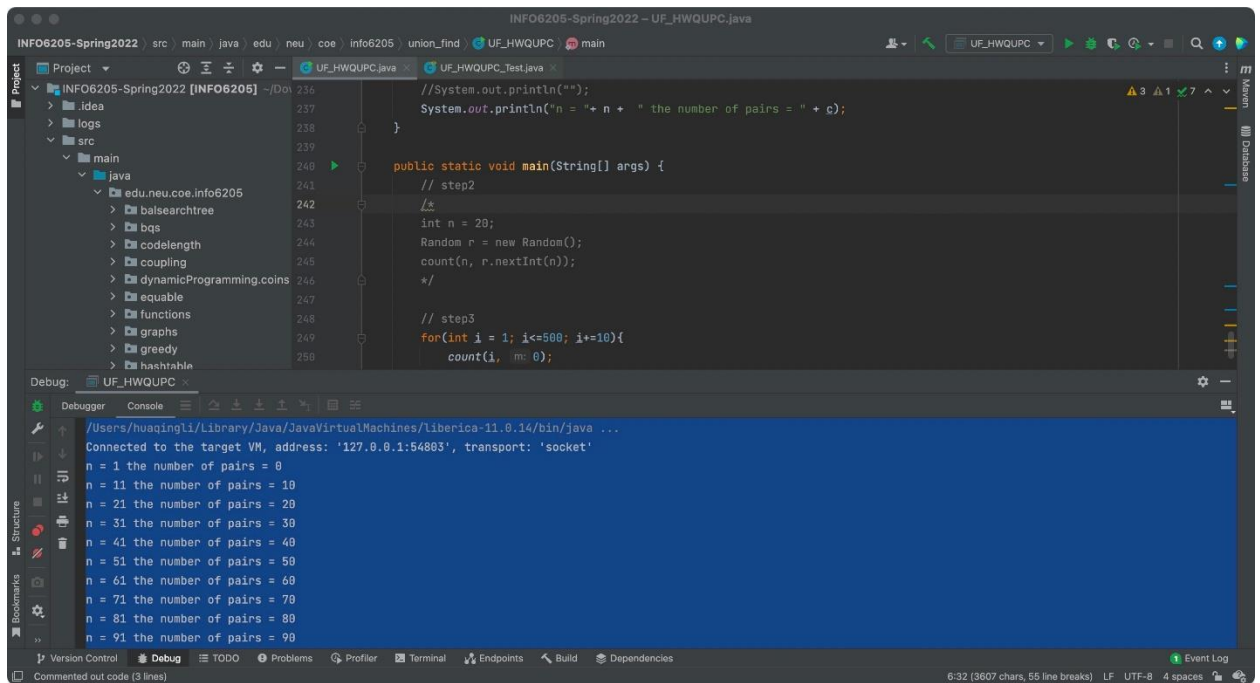 INFO6205-Spring2022 – UF_HWQUPC.java
INFO6205-Spring2022 〉 src 〉 main 〉 java 〉 edu 〉 neu 〉 coe 〉 info6205 〉 union_find 〉 UF_HWQUPC 〉 main
UF_HWQUPC
Project
UF_HWQUPC.java
UF_HWQUPC_Test.java
Project
Maven
Database
Structure
Bookmarks
INFO6205-Spring2022 [INFO6205] ~/Do
.idea
logs
src
main
java
edu.neu.coe.info6205
balsearchtree
bqs
codelength
coupling
dynamicProgramming.coins
equable
functions
graphs
greedy
hashtable
3 1 7
236 //System.out.println("");
237 System.out.println("n = "+ n + " the number of pairs = " + c);
238 }
239
240 public static void main(String[] args) {
241 // step2
242 /*
243 int n = 20;
244 Random r = new Random();
245 count(n, r.nextInt(n));
246 */
247
248 // step3
249 for(int i = 1; i<=500; i+=10){
250 count(i, m: 0);
Debug: UF_HWQUPC
Debugger Console
/Users/huaqingli/Library/Java/JavaVirtualMachines/liberica-11.0.14/bin/java ...
Connected to the target VM, address: '127.0.0.1:54803', transport: 'socket'
n = 1 the number of pairs = 0
n = 11 the number of pairs = 10
n = 21 the number of pairs = 20
n = 31 the number of pairs = 30
n = 41 the number of pairs = 40
n = 51 the number of pairs = 50
n = 61 the number of pairs = 60
n = 71 the number of pairs = 70
n = 81 the number of pairs = 80
n = 91 the number of pairs = 90
Version Control Debug TODO Problems Profiler Terminal Endpoints Build Dependencies 1 Event Log
Commented out code (3 lines) 6:32 (3607 chars, 55 line breaks) LF UTF-8 4 spaces